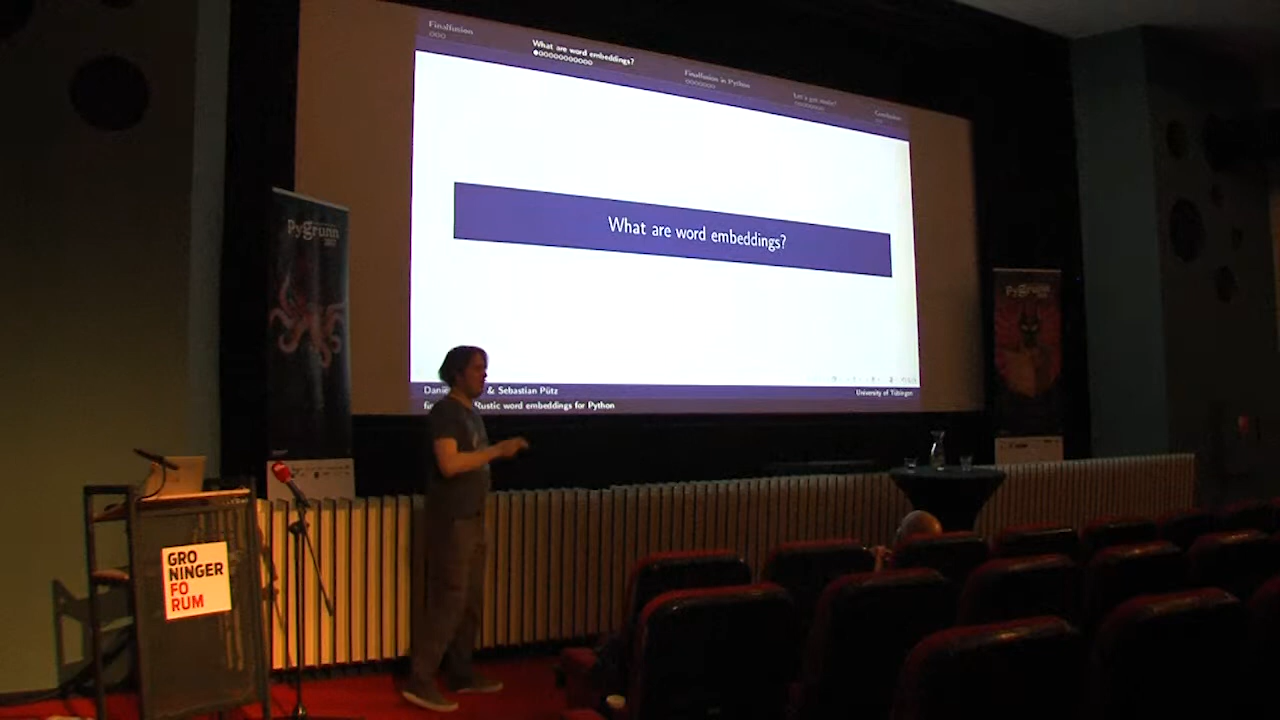 Finalfusion
What are word embeddings?
Finalfusion in Python
Let's get rustic!
Conclusion
What are word embeddings?
& Sebastian Pütz
University of Tübingen
Rustic word embeddings for Python
Pygrunn
Pygrunn
GRO
NINGER
FO
RUM